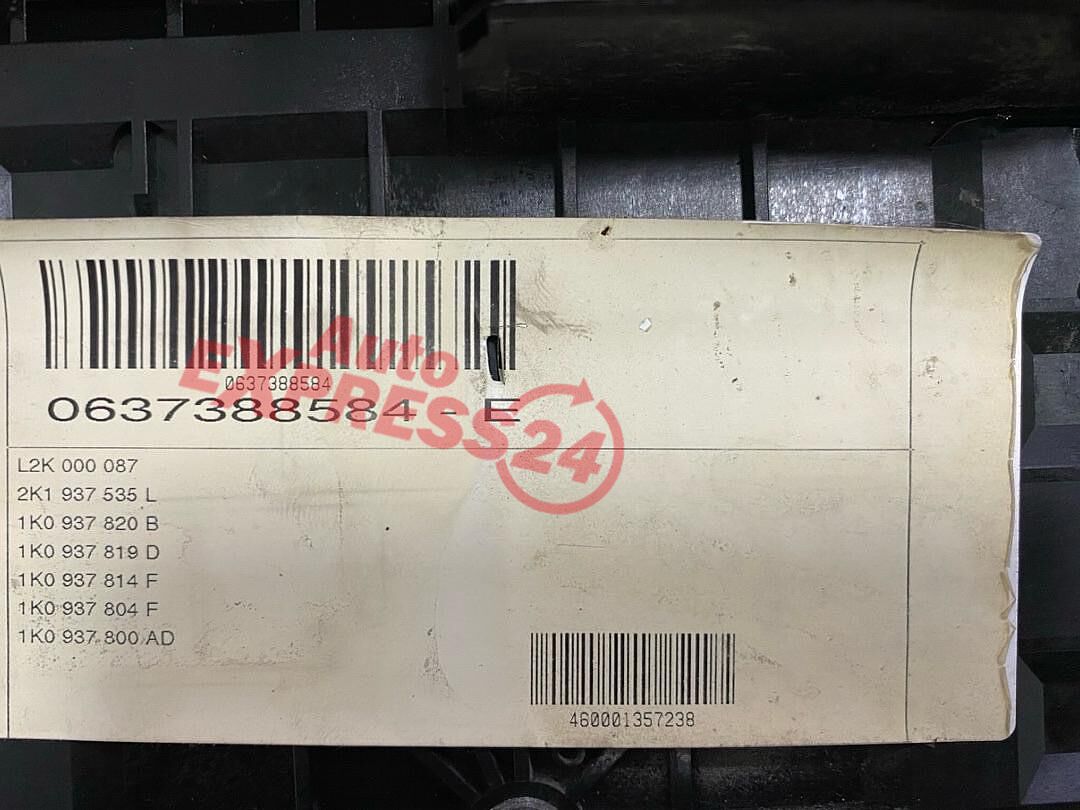 0637388584
0637388584 - E
Auto
EXPRESS24
L2K 000 087
2K1 937 535 L
1K0 937 820 B
1K0 937 819 D
1K0 937 814 F
1K0 937 804 F
1K0 937 800 AD
460001357238